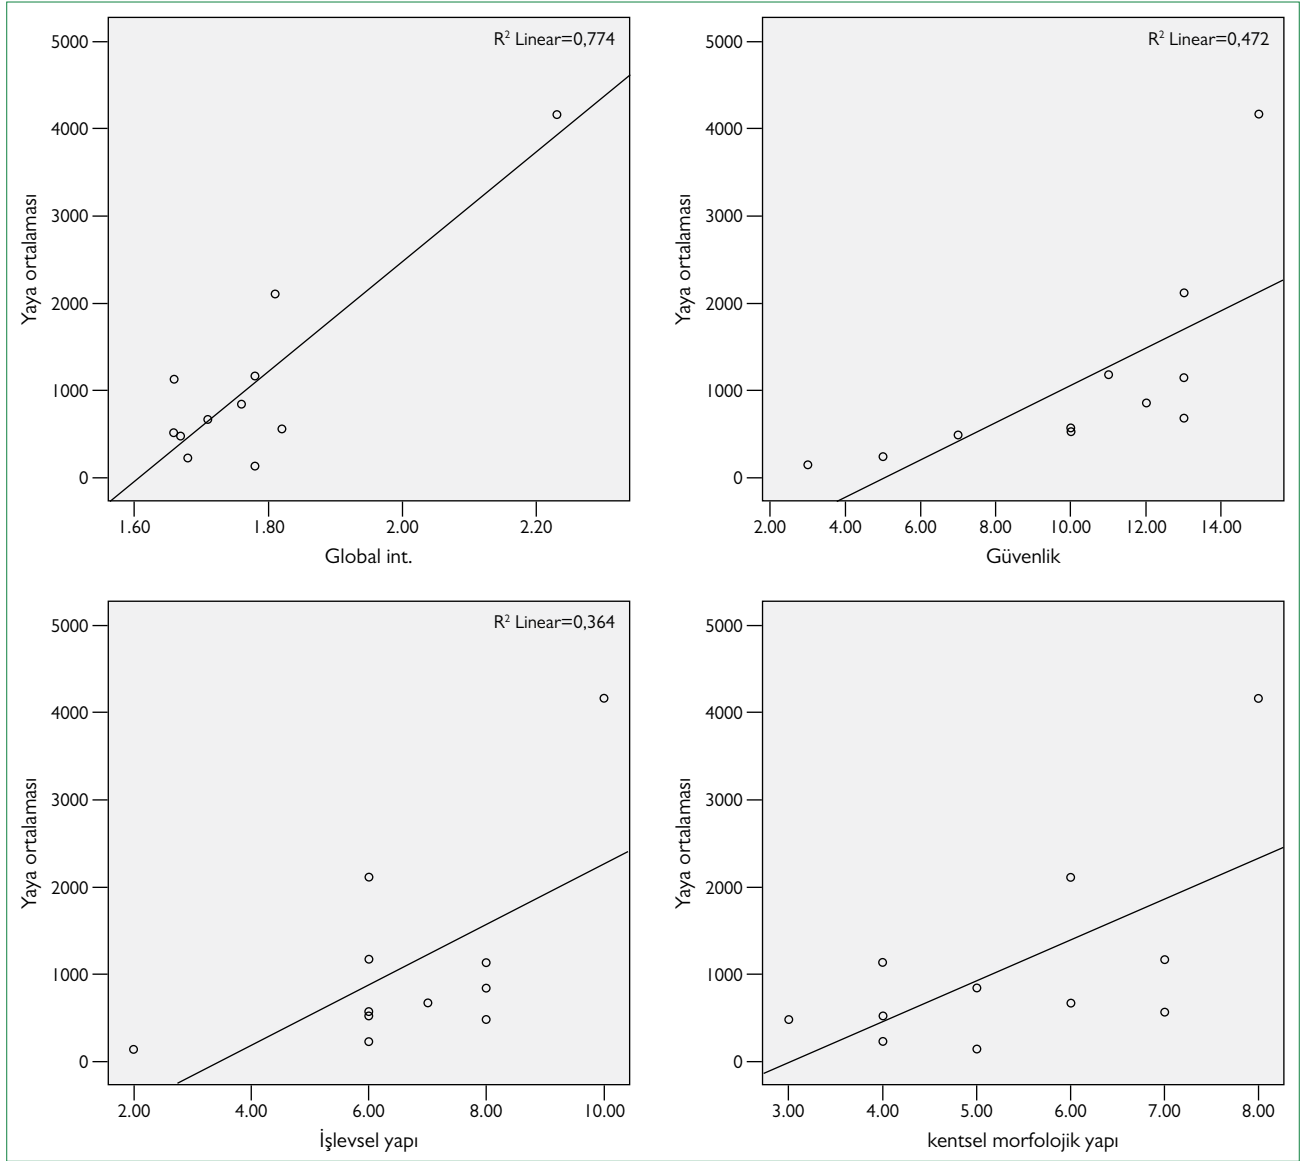 R² Linear=0,774
5000
4000
3000
2000
1000
0
Yaya ortalaması
1.60 1.80 2.00 2.20
Global int.
R² Linear=0,472
5000
4000
3000
2000
1000
0
Yaya ortalaması
2.00 4.00 6.00 8.00 10.00 12.00 14.00
Güvenlik
R² Linear=0,364
5000
4000
3000
2000
1000
0
Yaya ortalaması
2.00 4.00 6.00 8.00 10.00
İşlevsel yapı
5000
4000
3000
2000
1000
0
Yaya ortalaması
3.00 4.00 5.00 6.00 7.00 8.00
kentsel morfolojik yapı